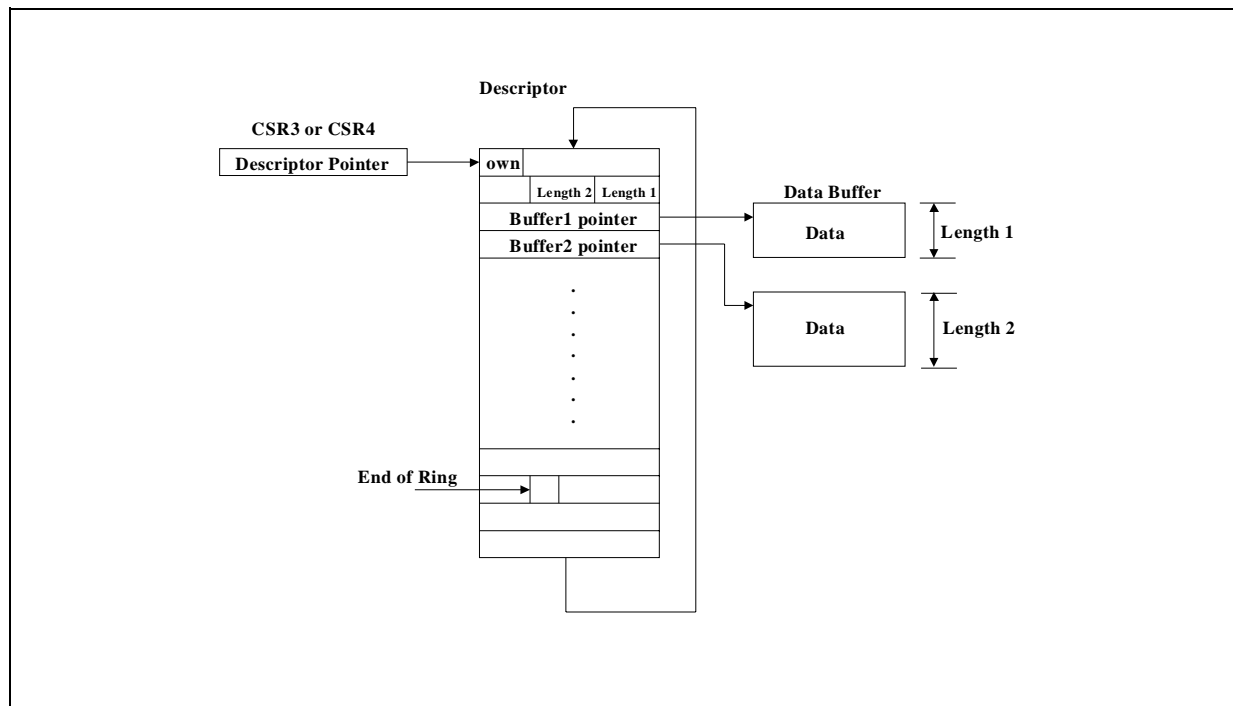 Descriptor
CSR3 or CSR4
Descriptor Pointer
own
Length 2
Length 1
Buffer1 pointer
Buffer2 pointer
Data Buffer
Data
Length 1
Data
Length 2
End of Ring